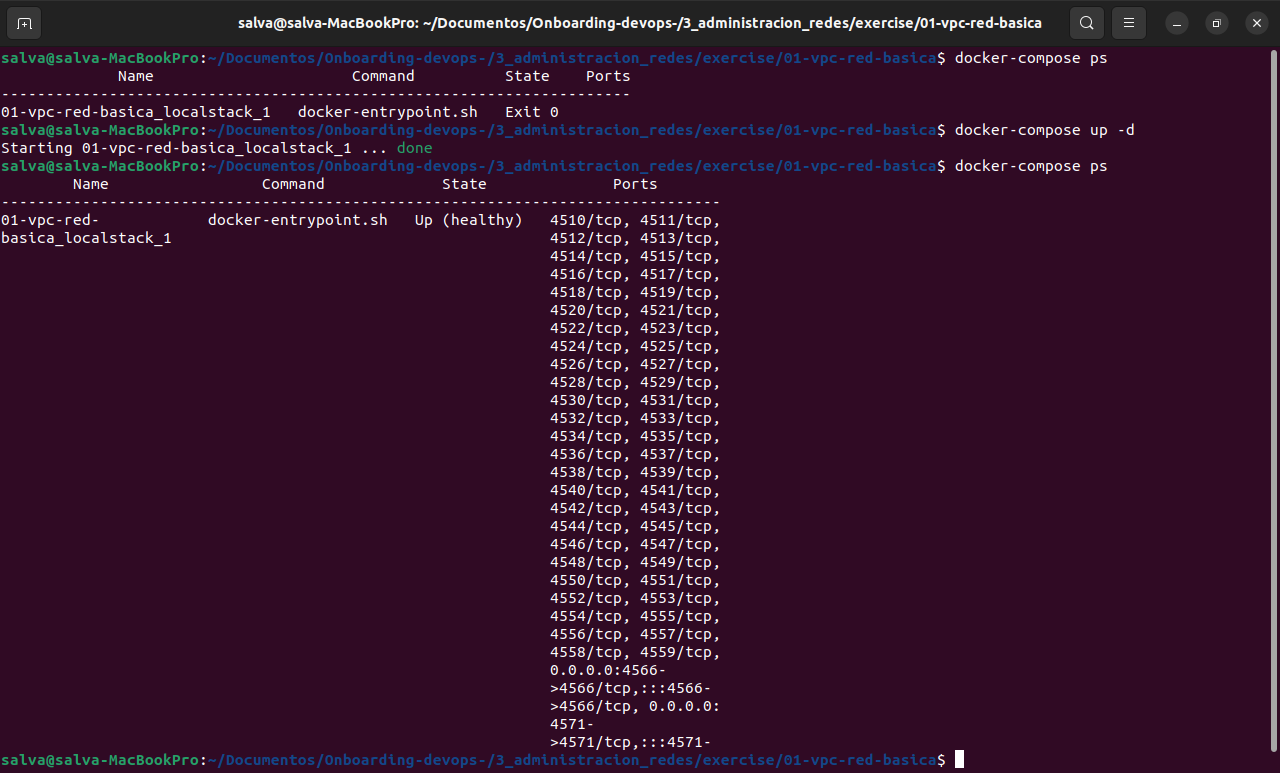 salva@salva-MacBookPro: ~/Documentos/Onboarding-devops-/3_administracion_redes/exercise/01-vpc-red-basica
salva@salva-MacBookPro:~/Documentos/Onboarding-devops-/3_administracion_redes/exercise/01-vpc-red-basica$ docker-compose ps
             Name                      Command          State    Ports
----------------------------------------------------------------------
01-vpc-red-basica_localstack_1   docker-entrypoint.sh   Exit 0
salva@salva-MacBookPro:~/Documentos/Onboarding-devops-/3_administracion_redes/exercise/01-vpc-red-basica$ docker-compose up -d
Starting 01-vpc-red-basica_localstack_1 ... done
salva@salva-MacBookPro:~/Documentos/Onboarding-devops-/3_administracion_redes/exercise/01-vpc-red-basica$ docker-compose ps
        Name                 Command             State              Ports
--------------------------------------------------------------------------------
01-vpc-red-            docker-entrypoint.sh   Up (healthy)   4510/tcp, 4511/tcp,
basica_localstack_1                                          4512/tcp, 4513/tcp,
                                                             4514/tcp, 4515/tcp,
                                                             4516/tcp, 4517/tcp,
                                                             4518/tcp, 4519/tcp,
                                                             4520/tcp, 4521/tcp,
                                                             4522/tcp, 4523/tcp,
                                                             4524/tcp, 4525/tcp,
                                                             4526/tcp, 4527/tcp,
                                                             4528/tcp, 4529/tcp,
                                                             4530/tcp, 4531/tcp,
                                                             4532/tcp, 4533/tcp,
                                                             4534/tcp, 4535/tcp,
                                                             4536/tcp, 4537/tcp,
                                                             4538/tcp, 4539/tcp,
                                                             4540/tcp, 4541/tcp,
                                                             4542/tcp, 4543/tcp,
                                                             4544/tcp, 4545/tcp,
                                                             4546/tcp, 4547/tcp,
                                                             4548/tcp, 4549/tcp,
                                                             4550/tcp, 4551/tcp,
                                                             4552/tcp, 4553/tcp,
                                                             4554/tcp, 4555/tcp,
                                                             4556/tcp, 4557/tcp,
                                                             4558/tcp, 4559/tcp,
                                                             0.0.0.0:4566-
                                                             >4566/tcp,:::4566-
                                                             >4566/tcp, 0.0.0.0:
                                                             4571-
                                                             >4571/tcp,:::4571-
salva@salva-MacBookPro:~/Documentos/Onboarding-devops-/3_administracion_redes/exercise/01-vpc-red-basica$